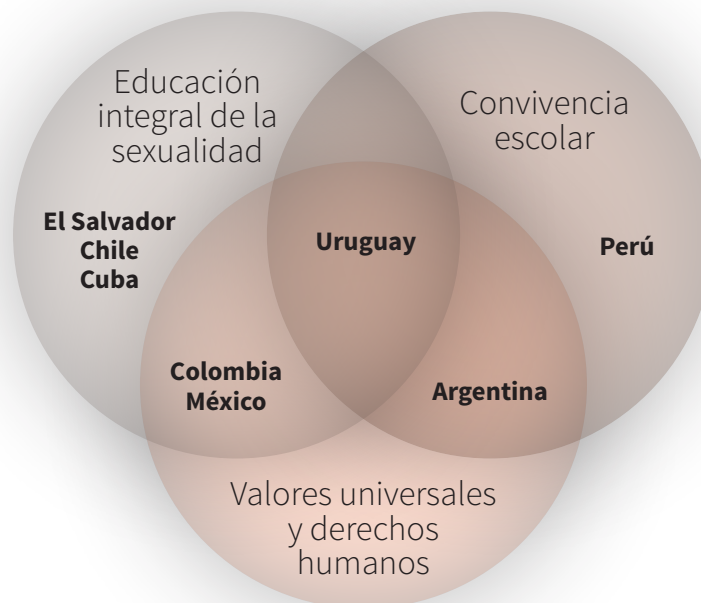 Educación
integral de la
sexualidad
Convivencia
escolar
El Salvador
Chile
Cuba
Uruguay
Perú
Colombia
México
Argentina
Valores universales
y derechos
humanos